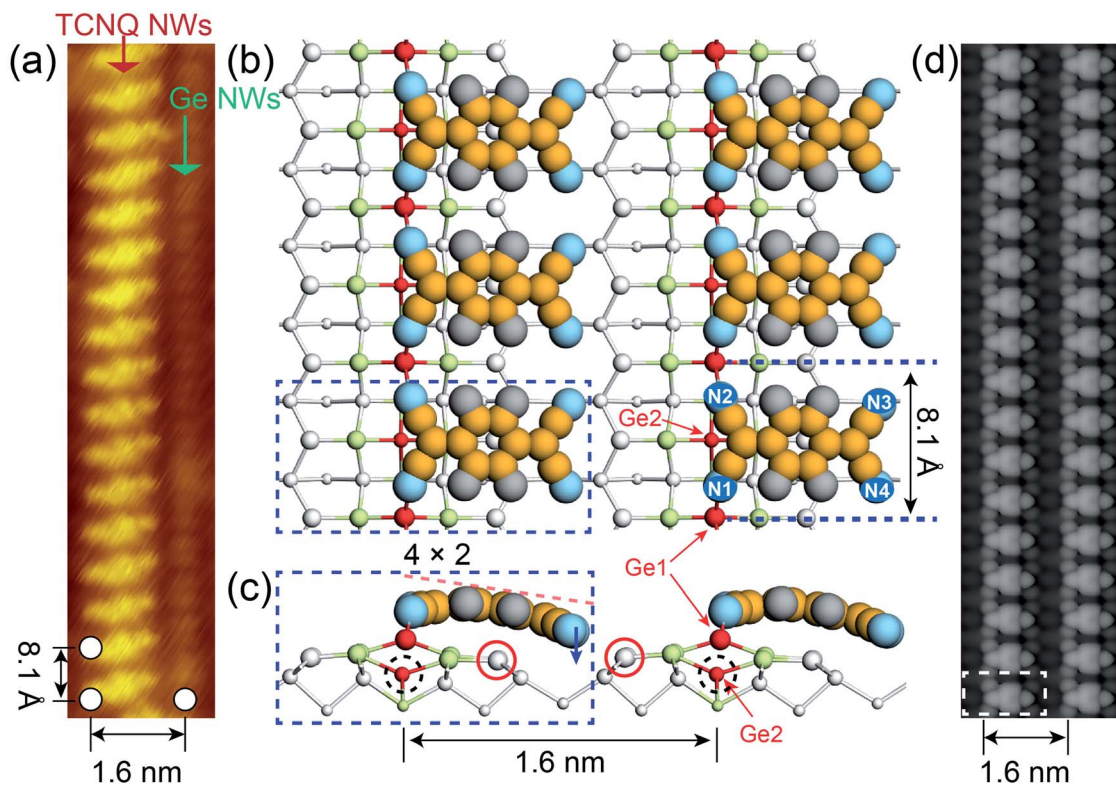 TCNQ NWs
(a)
Ge NWs
8.1 Å
1.6 nm
(b)
N2
N3
Ge2
N1
N4
8.1 Å
4 × 2
Ge1
(c)
Ge2
1.6 nm
(d)
1.6 nm